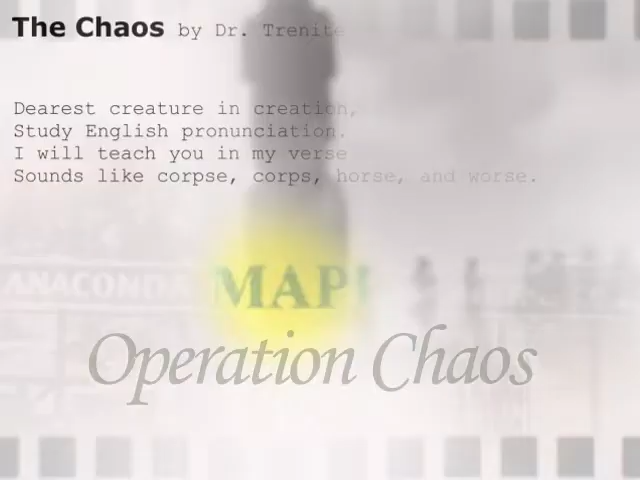 The Chaos by Dr. Trenite
Dearest creature in creation,
Study English pronunciation.
I will teach you in my verse
Sounds like corpse, corps, horse, and worse.
ANACONDA
MAP
Operation Chaos